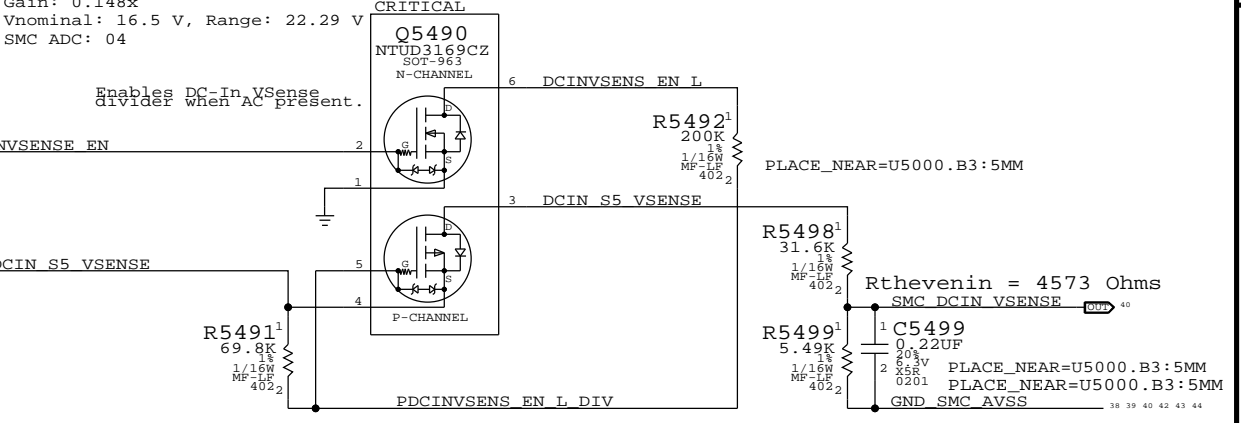 Gain: 0.148x
Vnominal: 16.5 V, Range: 22.29 V
SMC ADC: 04
CRITICAL
Q5490
NTUD3169CZ
SOT-963
N-CHANNEL
Enables DC-In VSense
divider when AC present.
NVSENSE_EN
2
1
6
DCINVSENS_EN_L
D
G
S
R5492
1
200K
1%
1/16W
MF-LF
402
2
PLACE_NEAR=U5000.B3:5MM
3
DCIN_S5_VSENSE
D
G
S
DCIN_S5_VSENSE
5
4
P-CHANNEL
R5498
1
31.6K
1%
1/16W
MF-LF
402
2
Rthevenin = 4573 Ohms
SMC_DCIN_VSENSE
OUT
40
R5491
1
69.8K
1%
1/16W
MF-LF
402
2
R5499
1
5.49K
1%
1/16W
MF-LF
402
2
1
C5499
0.22UF
20%
6.3V
2
X5R
0201
PLACE_NEAR=U5000.B3:5MM
PLACE_NEAR=U5000.B3:5MM
PDCINVSENS_EN_L_DIV
GND_SMC_AVSS
38 39 40 42 43 44